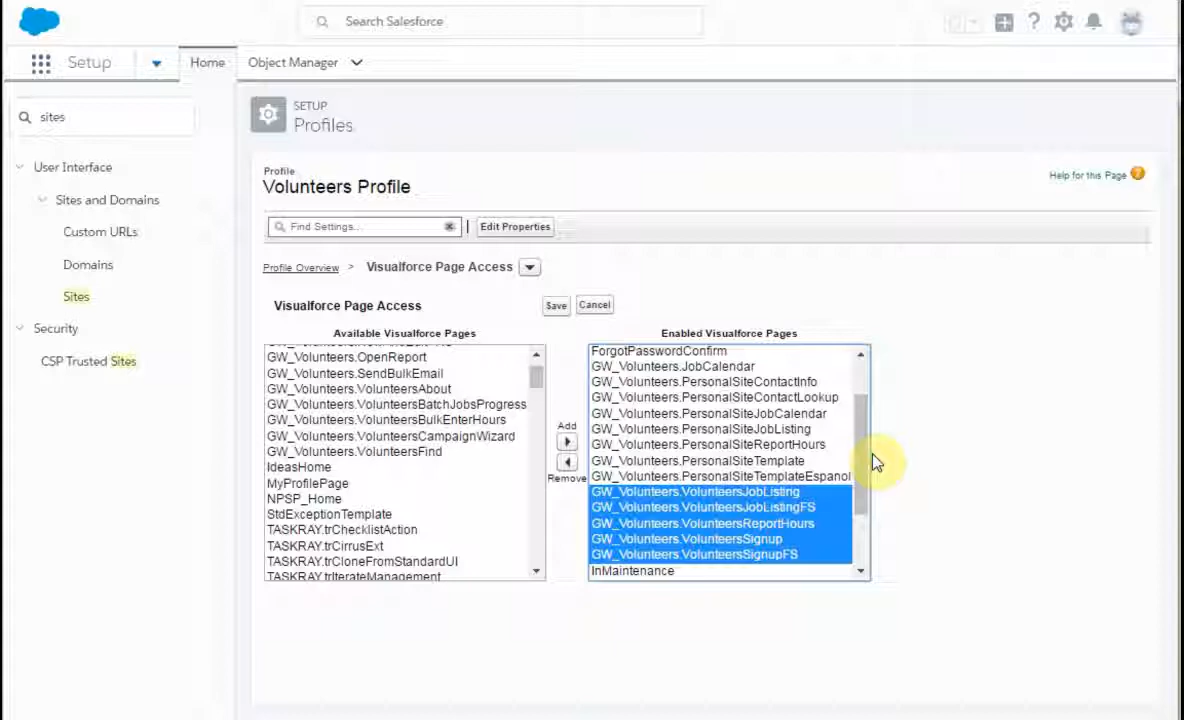 Search Salesforce
Setup
Home
Object Manager
sites
User Interface
Sites and Domains
Custom URLs
Domains
Sites
Security
CSP Trusted Sites
SETUP
Profiles
Profile
Volunteers Profile
Help for this Page
Find Settings...
Edit Properties
Profile Overview > Visualforce Page Access
Visualforce Page Access
Save
Cancel
Available Visualforce Pages
GW_Volunteers.OpenReport
GW_Volunteers.SendBulkEmail
GW_Volunteers.VolunteersAbout
GW_Volunteers.VolunteersBatchJobsProgress
GW_Volunteers.VolunteersBulkEnterHours
GW_Volunteers.VolunteersCampaignWizard
GW_Volunteers.VolunteersFind
IdeasHome
MyProfilePage
NPSP_Home
StdExceptionTemplate
TASKRAY.trChecklistAction
TASKRAY.trCirrusExt
TASKRAY.trCloneFromStandardUI
TASKRAY.trIterateManagement
Add
Remove
Enabled Visualforce Pages
ForgotPasswordConfirm
GW_Volunteers.JobCalendar
GW_Volunteers.PersonalSiteContactInfo
GW_Volunteers.PersonalSiteContactLookup
GW_Volunteers.PersonalSiteJobCalendar
GW_Volunteers.PersonalSiteJobListing
GW_Volunteers.PersonalSiteReportHours
GW_Volunteers.PersonalSiteTemplate
GW_Volunteers.PersonalSiteTemplateEspanol
GW_Volunteers.VolunteersJobListing
GW_Volunteers.VolunteersJobListingFS
GW_Volunteers.VolunteersReportHours
GW_Volunteers.VolunteersSignup
GW_Volunteers.VolunteersSignupFS
InMaintenance